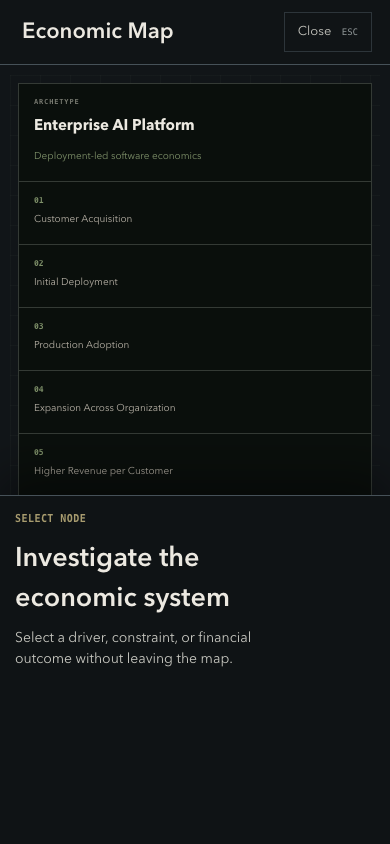 Economic Map
Close ESC
ARCHETYPE
Enterprise AI Platform
Deployment-led software economics
01
Customer Acquisition
02
Initial Deployment
03
Production Adoption
04
Expansion Across Organization
05
Higher Revenue per Customer
SELECT NODE
Investigate the
economic system
Select a driver, constraint, or financial
outcome without leaving the map.